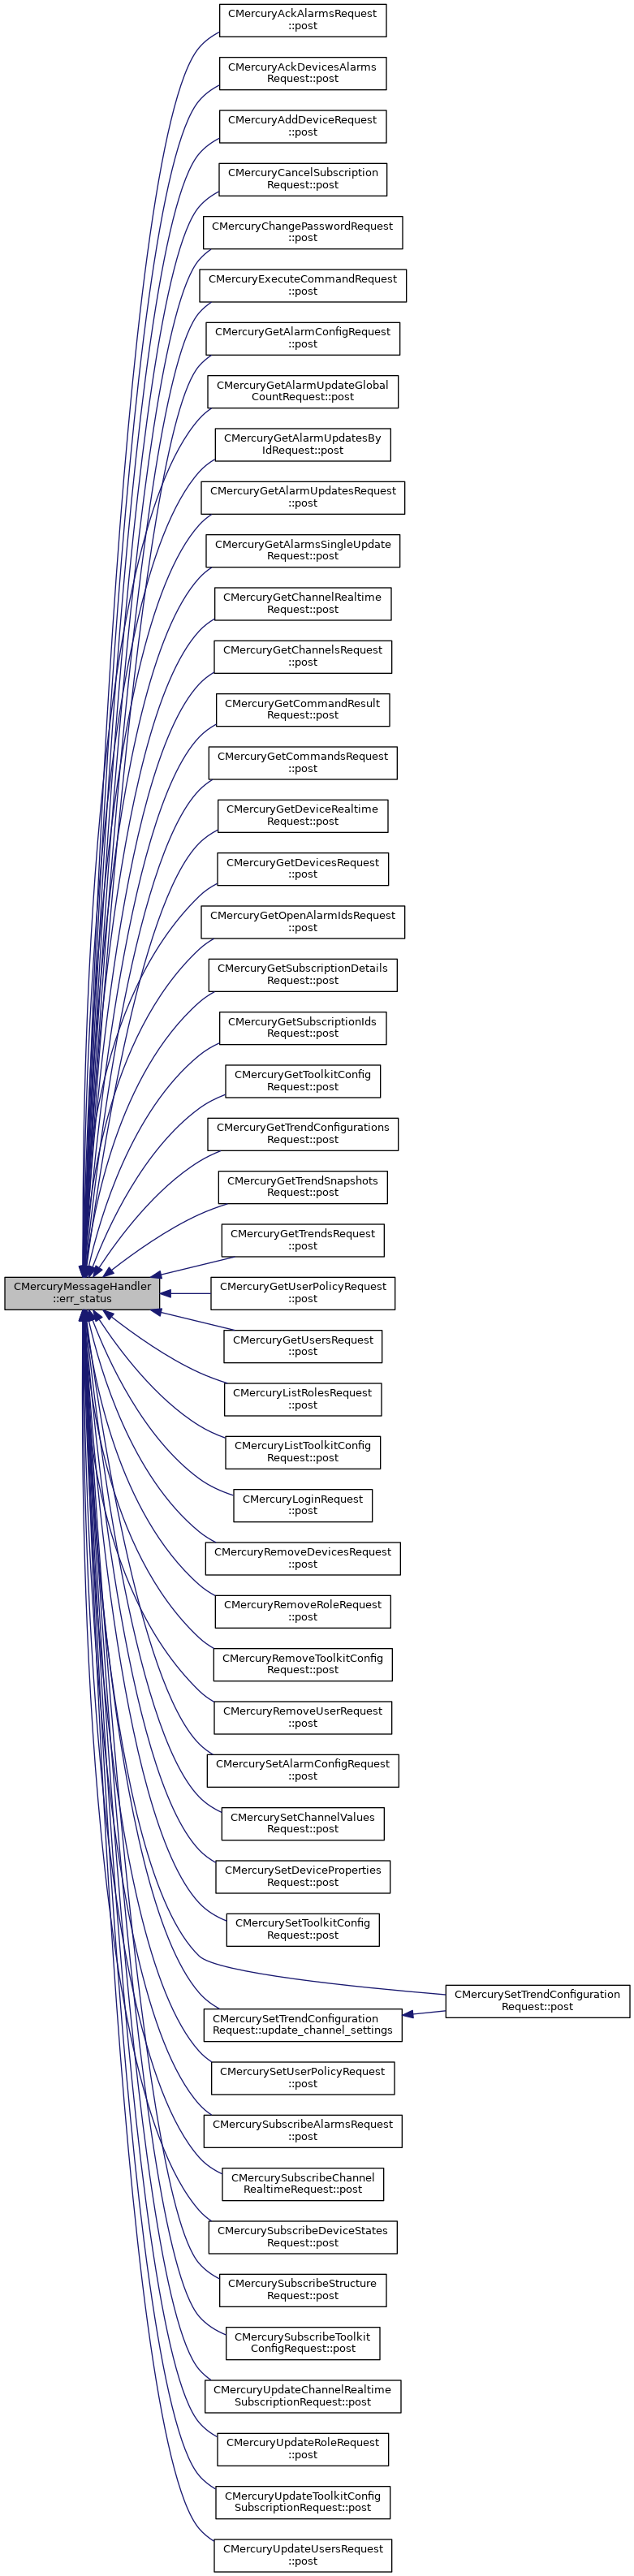 CMercuryAckAlarmsRequest
::post
CMercuryAckDevicesAlarms
Request::post
CMercuryAddDeviceRequest
::post
CMercuryCancelSubscription
Request::post
CMercuryChangePasswordRequest
::post
CMercuryExecuteCommandRequest
::post
CMercuryGetAlarmConfigRequest
::post
CMercuryGetAlarmUpdateGlobal
CountRequest::post
CMercuryGetAlarmUpdatesBy
IdRequest::post
CMercuryGetAlarmUpdatesRequest
::post
CMercuryGetAlarmsSingleUpdate
Request::post
CMercuryGetChannelRealtime
Request::post
CMercuryGetChannelsRequest
::post
CMercuryGetCommandResult
Request::post
CMercuryGetCommandsRequest
::post
CMercuryGetDeviceRealtime
Request::post
CMercuryGetDevicesRequest
::post
CMercuryGetOpenAlarmIdsRequest
::post
CMercuryGetSubscriptionDetails
Request::post
CMercuryGetSubscriptionIds
Request::post
CMercuryGetToolkitConfig
Request::post
CMercuryGetTrendConfigurations
Request::post
CMercuryGetTrendSnapshots
Request::post
CMercuryGetTrendsRequest
::post
CMercuryMessageHandler
::err_status
CMercuryGetUserPolicyRequest
::post
CMercuryGetUsersRequest
::post
CMercuryListRolesRequest
::post
CMercuryListToolkitConfig
Request::post
CMercuryLoginRequest
::post
CMercuryRemoveDevicesRequest
::post
CMercuryRemoveRoleRequest
::post
CMercuryRemoveToolkitConfig
Request::post
CMercuryRemoveUserRequest
::post
CMercurySetAlarmConfigRequest
::post
CMercurySetChannelValues
Request::post
CMercurySetDeviceProperties
Request::post
CMercurySetToolkitConfig
Request::post
CMercurySetTrendConfiguration
Request::post
CMercurySetTrendConfiguration
Request::update_channel_settings
CMercurySetUserPolicyRequest
::post
CMercurySubscribeAlarmsRequest
::post
CMercurySubscribeChannel
RealtimeRequest::post
CMercurySubscribeDeviceStates
Request::post
CMercurySubscribeStructure
Request::post
CMercurySubscribeToolkit
ConfigRequest::post
CMercuryUpdateChannelRealtime
SubscriptionRequest::post
CMercuryUpdateRoleRequest
::post
CMercuryUpdateToolkitConfig
SubscriptionRequest::post
CMercuryUpdateUsersRequest
::post